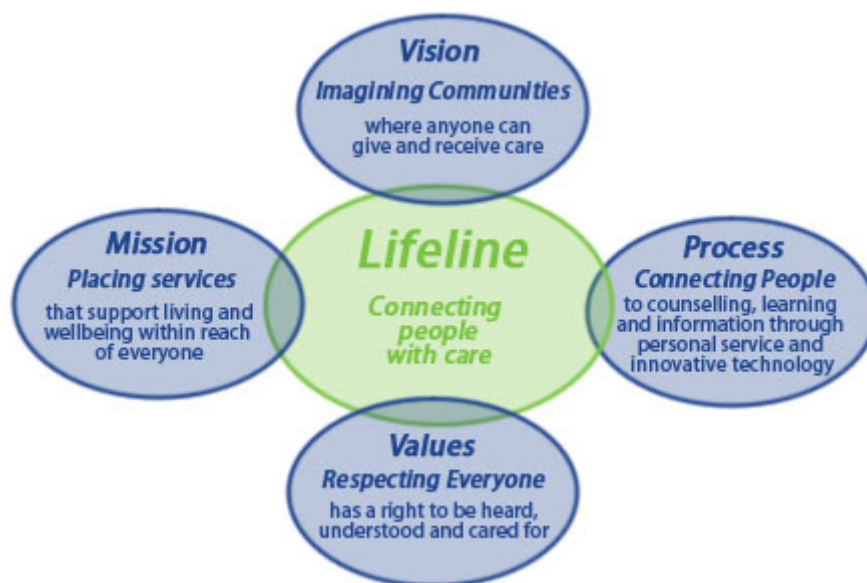 Vision
Imagining Communities
where anyone can
give and receive care
Mission
Placing services
that support living and
wellbeing within reach
of everyone
Lifeline
Connecting
people
with care
Process
Connecting People
to counselling, learning
and information through
personal service and
innovative technology
Values
Respecting Everyone
has a right to be heard,
understood and cared for